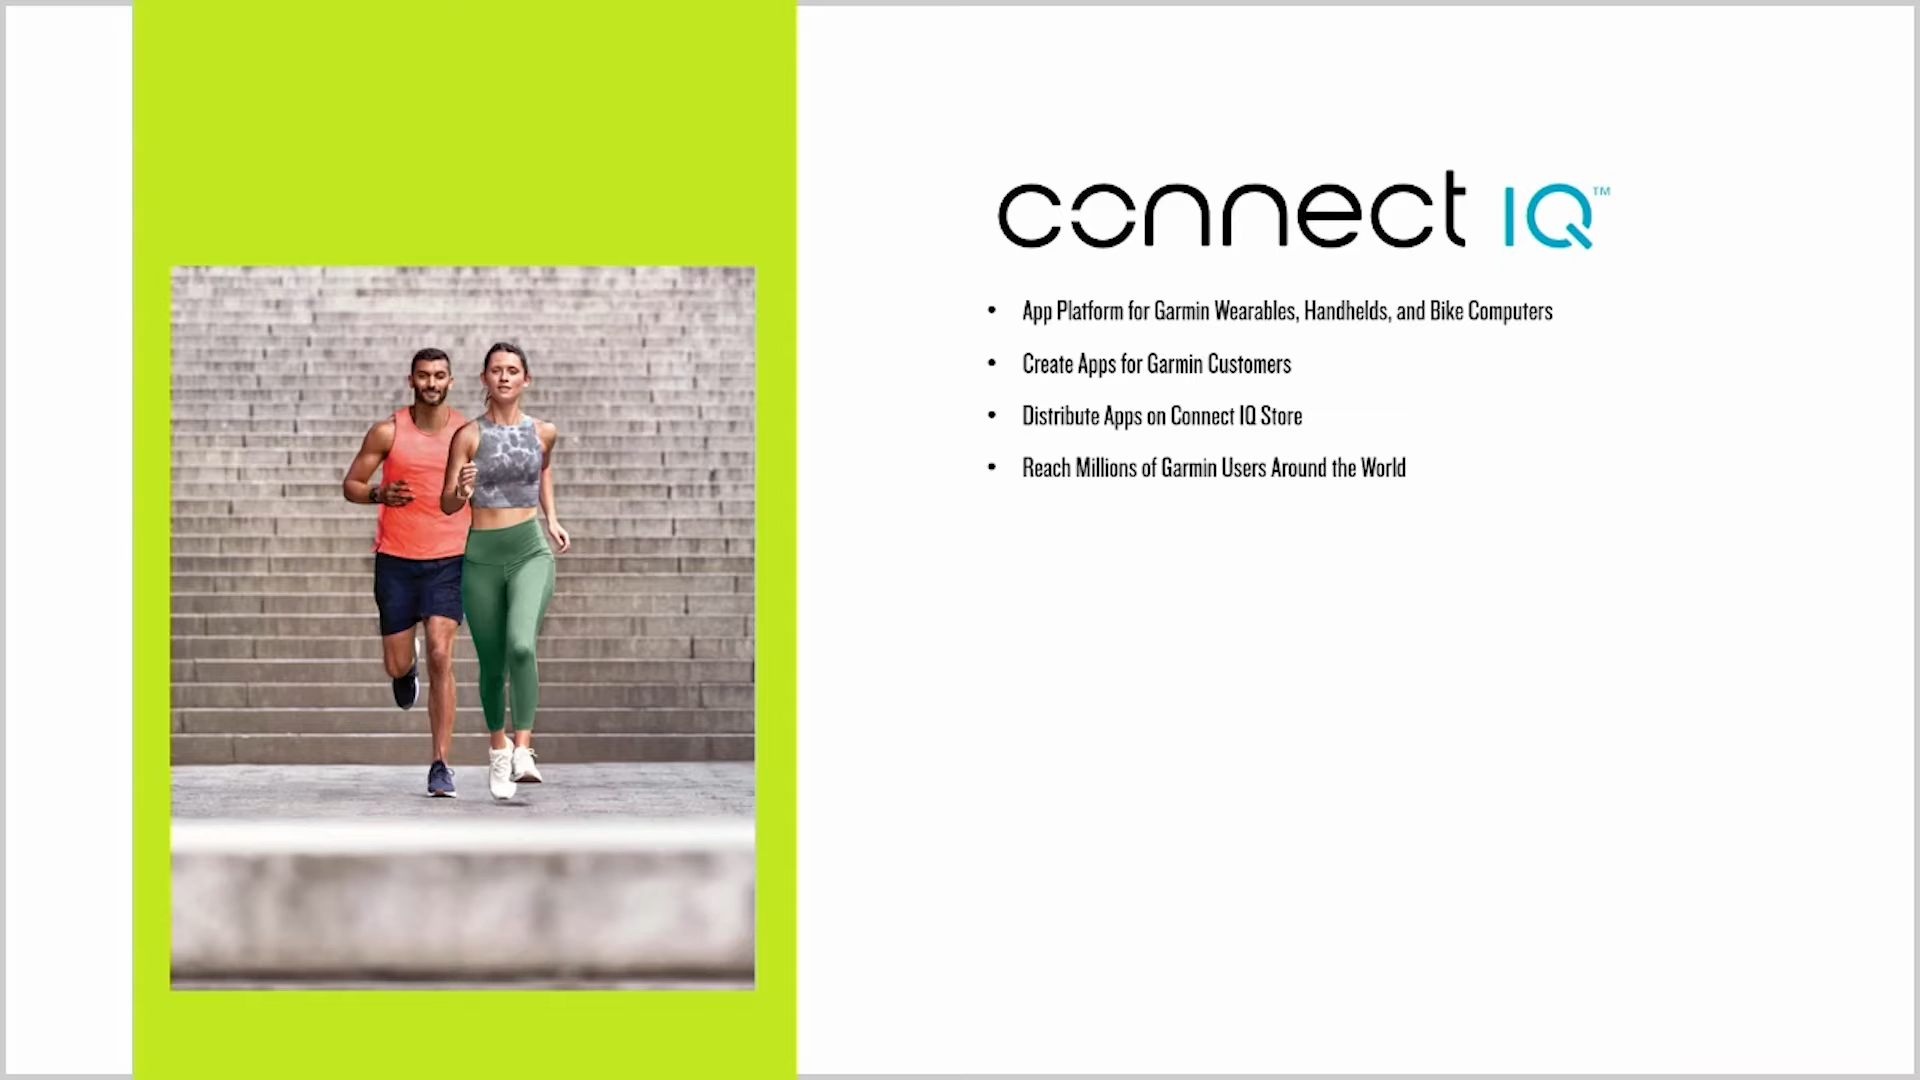 connect IQ™
• App Platform for Garmin Wearables, Handhelds, and Bike Computers
• Create Apps for Garmin Customers
• Distribute Apps on Connect IQ Store
• Reach Millions of Garmin Users Around the World